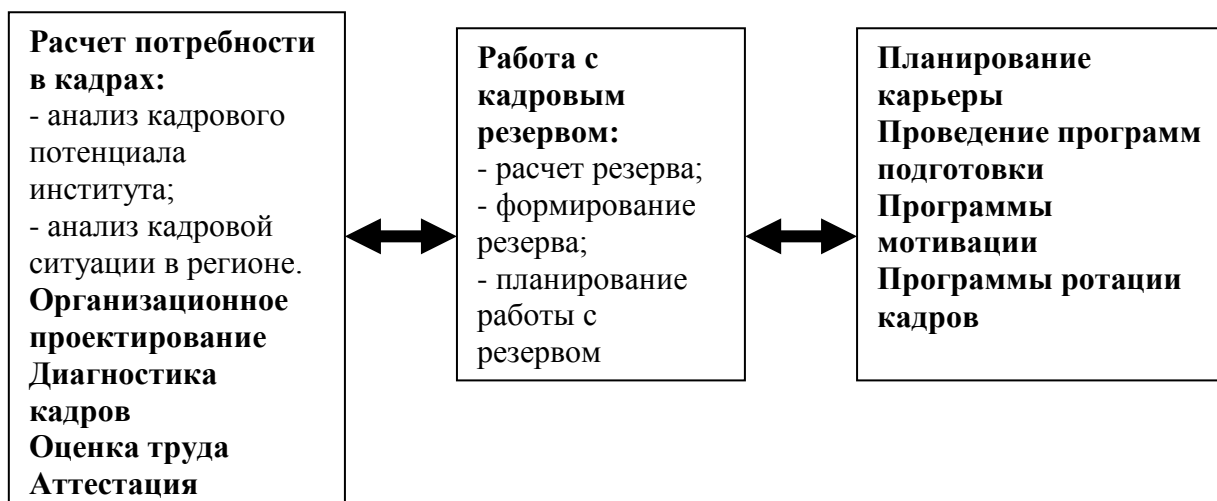 Расчет потребности
в кадрах:
- анализ кадрового
потенциала
института;
- анализ кадровой
ситуации в регионе.
Организационное
проектирование
Диагностика
кадров
Оценка труда
Аттестация
Работа с
кадровым
резервом:
- расчет резерва;
- формирование
резерва;
- планирование
работы с
резервом
Планирование
карьеры
Проведение программ
подготовки
Программы
мотивации
Программы ротации
кадров